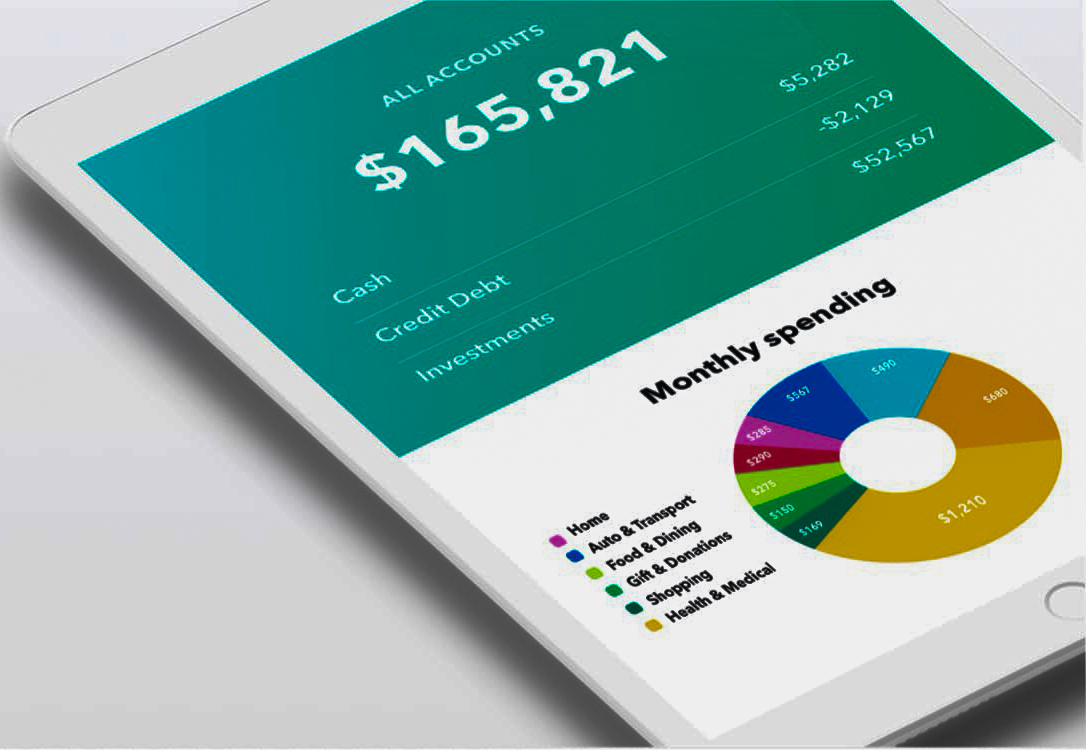 ALL ACCOUNTS
$165,821
Cash $5,282
Credit Debt -$2,129
Investments $52,567
Monthly spending
$567
$490
$680
$285
$290
$275
$150
$169
$1,210
Home
Auto & Transport
Food & Dining
Gift & Donations
Shopping
Health & Medical